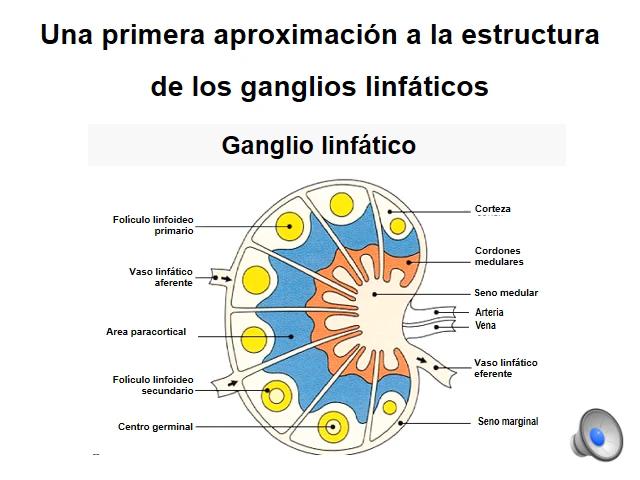 Una primera aproximación a la estructura
de los ganglios linfáticos
Ganglio linfático
Foliculo linfoideo
primario
Vaso linfático
aferente
Area paracortical
Folículo linfoideo
secundario
Centro germinal
Corteza
Cordones
medulares
Seno medular
Arteria
Vena
Vaso linfático
eferente
Seno marginal